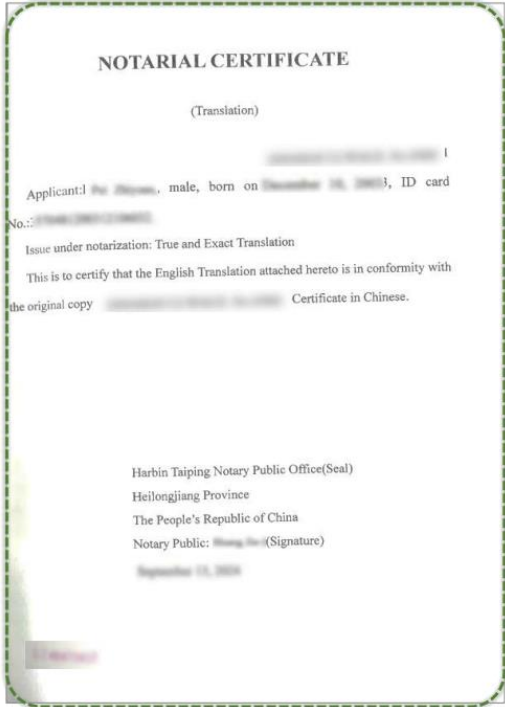 NOTARIAL CERTIFICATE
(Translation)
Applicant: , male, born on , ID card
No.:
Issue under notarization: True and Exact Translation
This is to certify that the English Translation attached hereto is in conformity with
the original copy Certificate in Chinese.
Harbin Taiping Notary Public Office(Seal)
Heilongjiang Province
The People's Republic of China
Notary Public: (Signature)